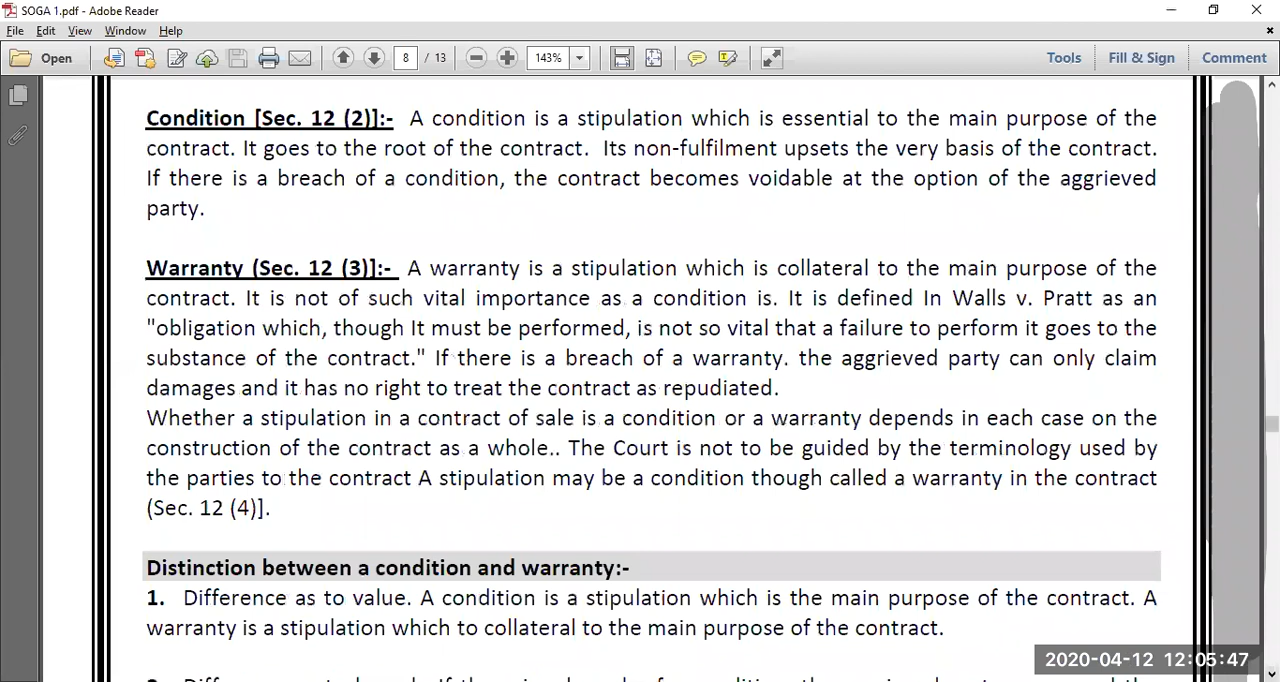 SOGA 1.pdf - Adobe Reader
File Edit View Window Help
Open 8 / 13 143% Tools Fill & Sign Comment
Condition [Sec. 12 (2)]:- A condition is a stipulation which is essential to the main purpose of the
contract. It goes to the root of the contract. Its non-fulfilment upsets the very basis of the contract.
If there is a breach of a condition, the contract becomes voidable at the option of the aggrieved
party.
Warranty (Sec. 12 (3)]:- A warranty is a stipulation which is collateral to the main purpose of the
contract. It is not of such vital importance as a condition is. It is defined In Walls v. Pratt as an
"obligation which, though It must be performed, is not so vital that a failure to perform it goes to the
substance of the contract." If there is a breach of a warranty. the aggrieved party can only claim
damages and it has no right to treat the contract as repudiated.
Whether a stipulation in a contract of sale is a condition or a warranty depends in each case on the
construction of the contract as a whole.. The Court is not to be guided by the terminology used by
the parties to the contract A stipulation may be a condition though called a warranty in the contract
(Sec. 12 (4)].
Distinction between a condition and warranty:-
1. Difference as to value. A condition is a stipulation which is the main purpose of the contract. A
warranty is a stipulation which to collateral to the main purpose of the contract.
2020-04-12 12:05:47